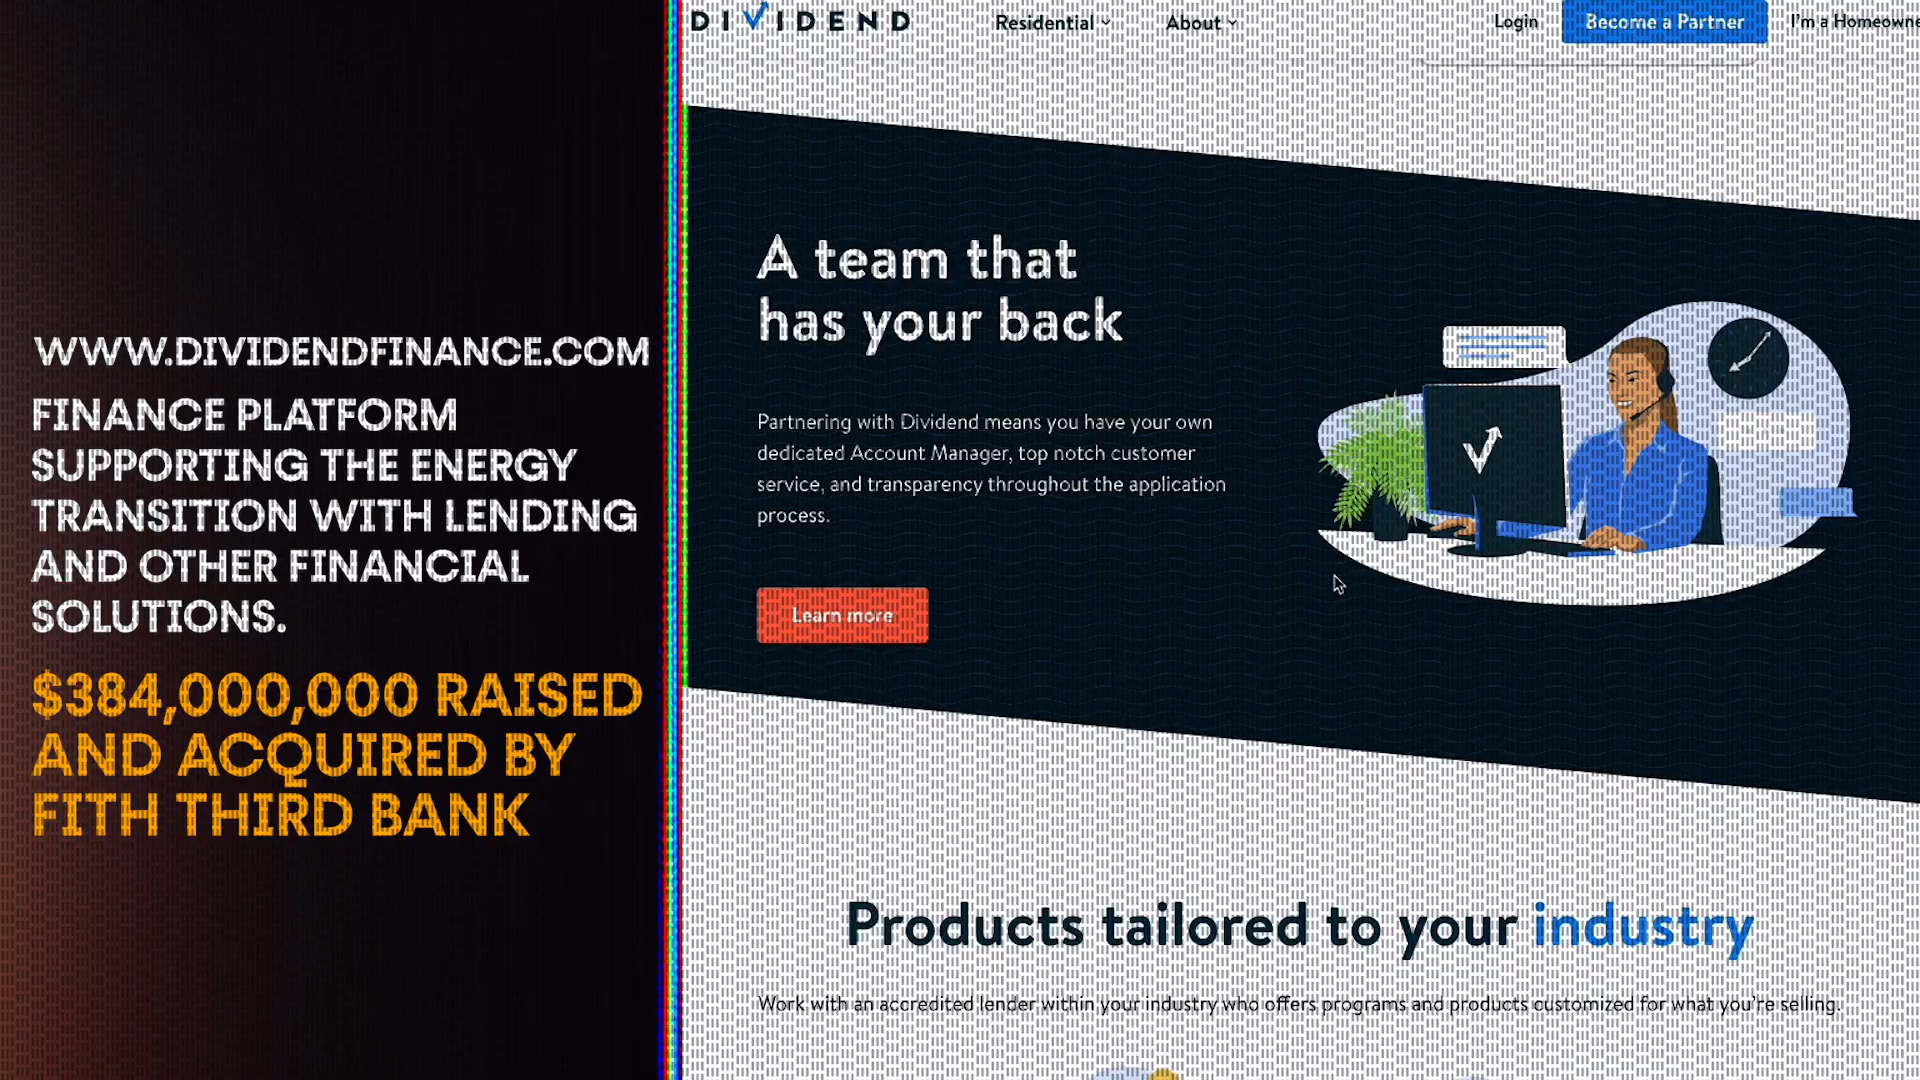 WWW.DIVIDENDFINANCE.COM
FINANCE PLATFORM
SUPPORTING THE ENERGY
TRANSITION WITH LENDING
AND OTHER FINANCIAL
SOLUTIONS.
$384,000,000 RAISED
AND ACQUIRED BY
FITH THIRD BANK
DIVIDEND
Residential
About
Login
Become a Partner
I'm a Homeowne
A team that
has your back
Partnering with Dividend means you have your own
dedicated Account Manager, top notch customer
service, and transparency throughout the application
process.
Learn more
Products tailored to your industry
Work with an accredited lender within your industry who offers programs and products customized for what you're selling.